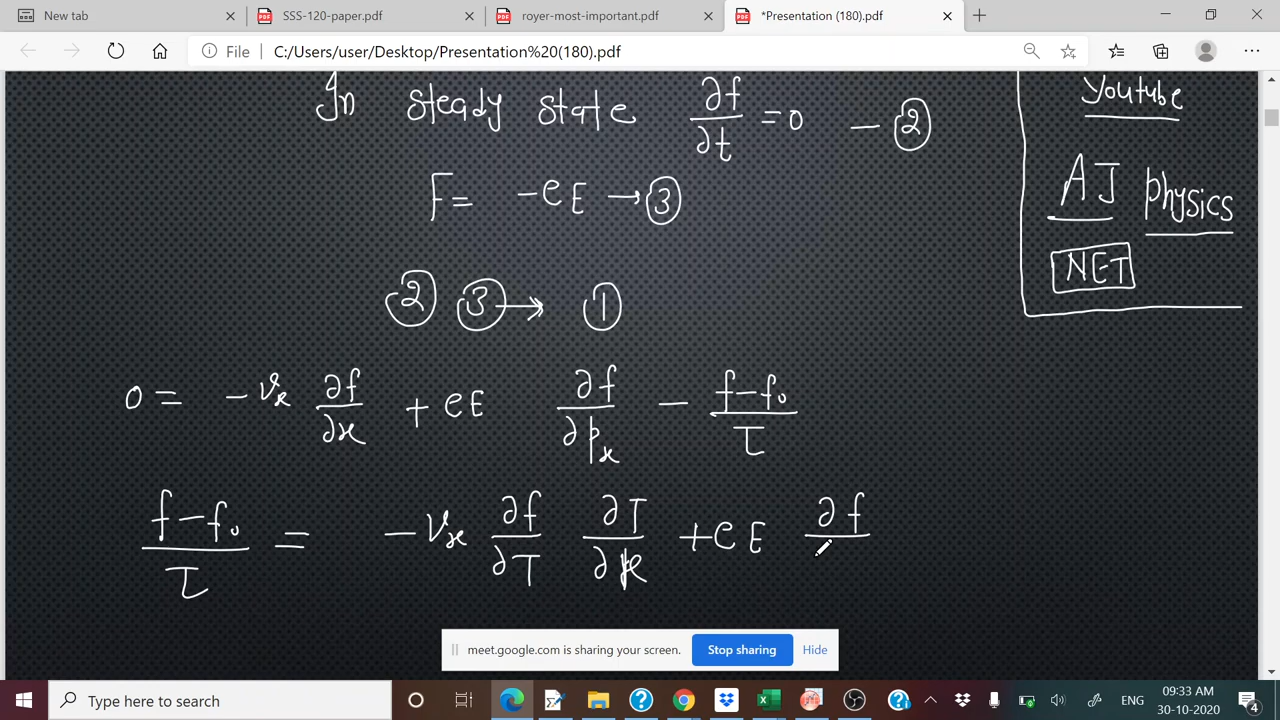 New tab
SSS-120-paper.pdf
royer-most-important.pdf
*Presentation (180).pdf
File
C:/Users/user/Desktop/Presentation%20(180).pdf
In steady state ∂f/∂t = 0 - ②
F = -eE → ③
② ③ → ①
0 = -vₓ ∂f/∂x + eE ∂f/∂pₓ - (f-f₀)/τ
(f-f₀)/τ = -vₓ ∂f/∂T ∂T/∂x + eE ∂f/
Youtube
AJ physics
NET
meet.google.com is sharing your screen.
Stop sharing
Hide
Type here to search
ENG
09:33 AM
30-10-2020
4